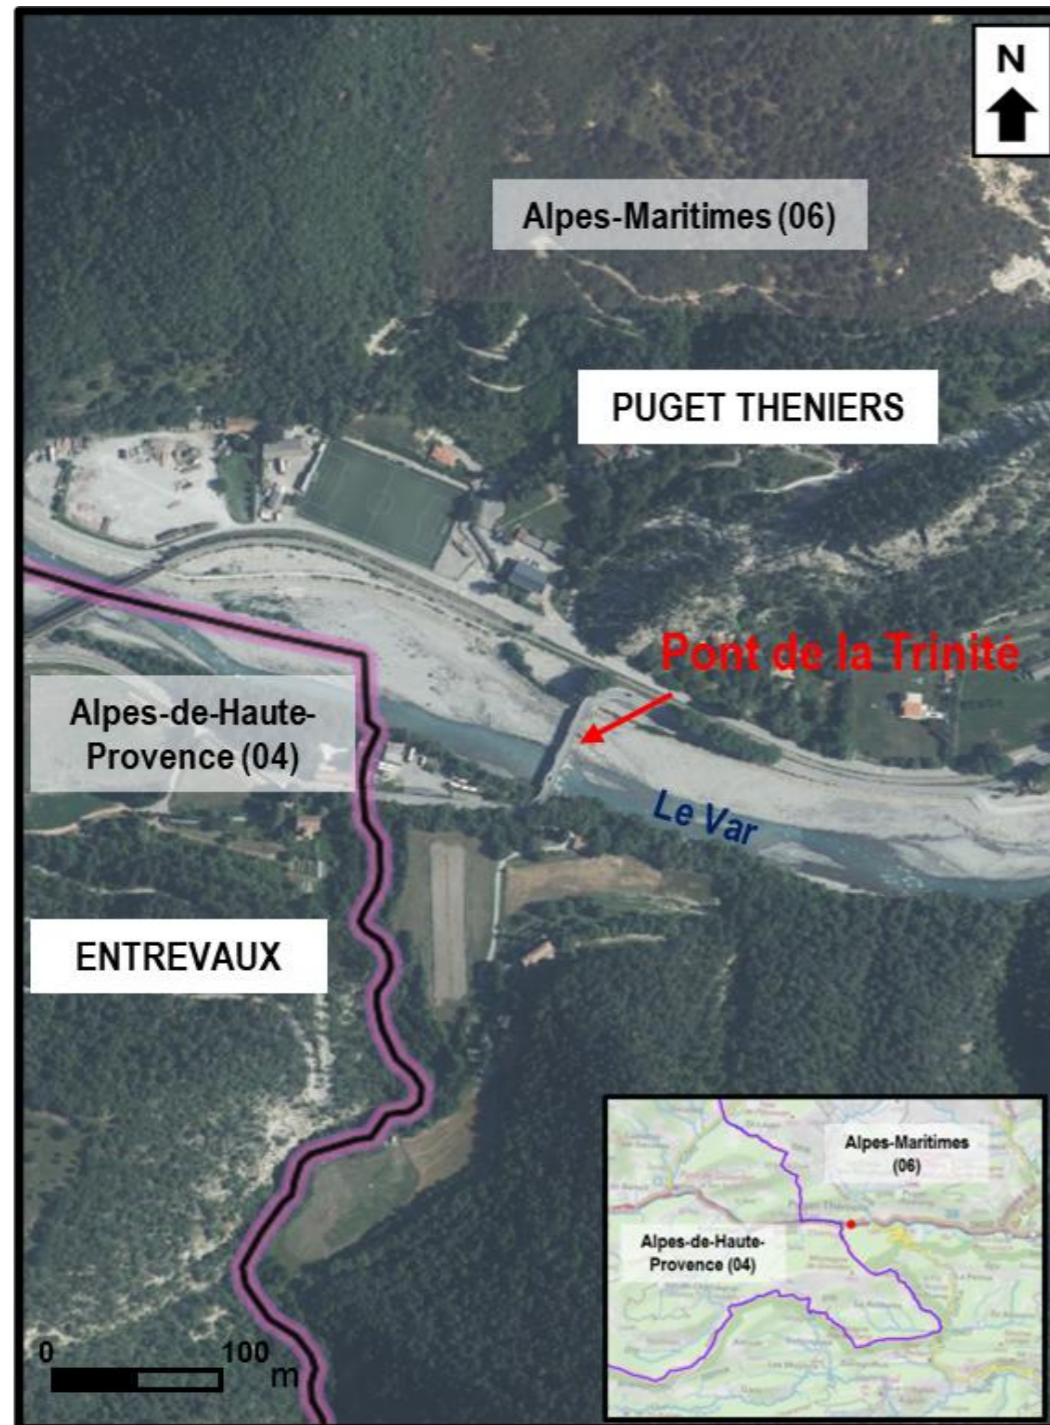 N
Alpes-Maritimes (06)
PUGET THENIERS
Pont de la Trinité
Alpes-de-Haute-
Provence (04)
Le Var
ENTREVAUX
Alpes-Maritimes
(06)
Alpes-de-Haute-
Provence (04)
0
100
m